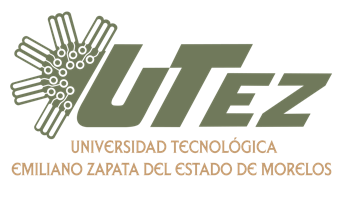 UTEZ
UNIVERSIDAD TECNOLÓGICA
EMILIANO ZAPATA DEL ESTADO DE MORELOS